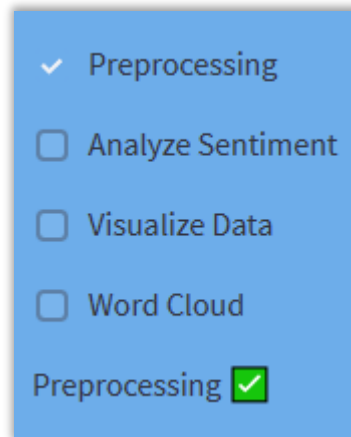 Preprocessing
Analyze Sentiment
Visualize Data
Word Cloud
Preprocessing